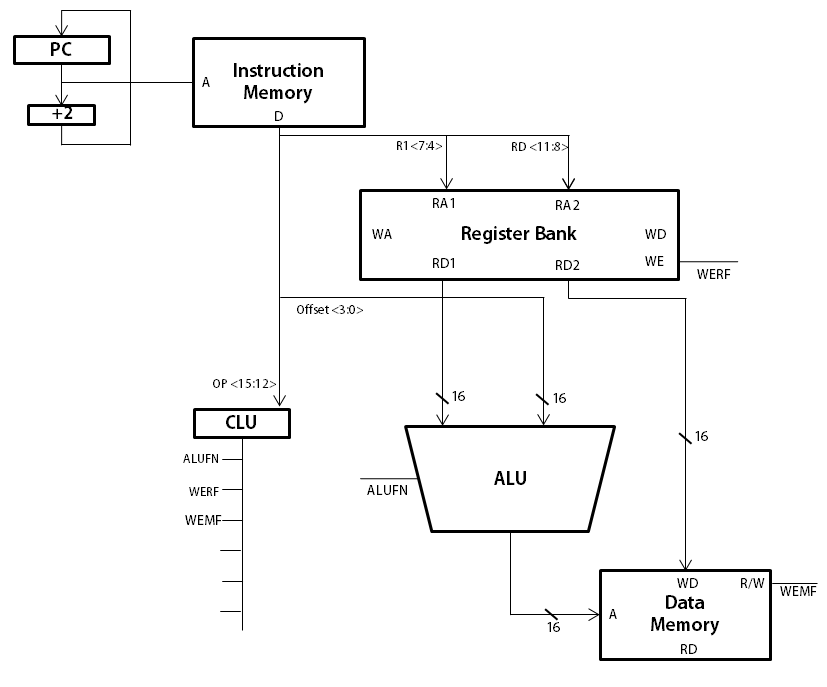 PC
+2
A
Instruction
Memory
D
R1<7:4>
RD <11:8>
RA1
RA2
WA
Register Bank
WD
WE
RD1
RD2
WERF
Offset <3:0>
OP <15:12>
16
16
CLU
ALUFN
WERF
WEMF
ALUFN
ALU
16
WD
R/W
WEMF
A
Data
Memory
16
RD